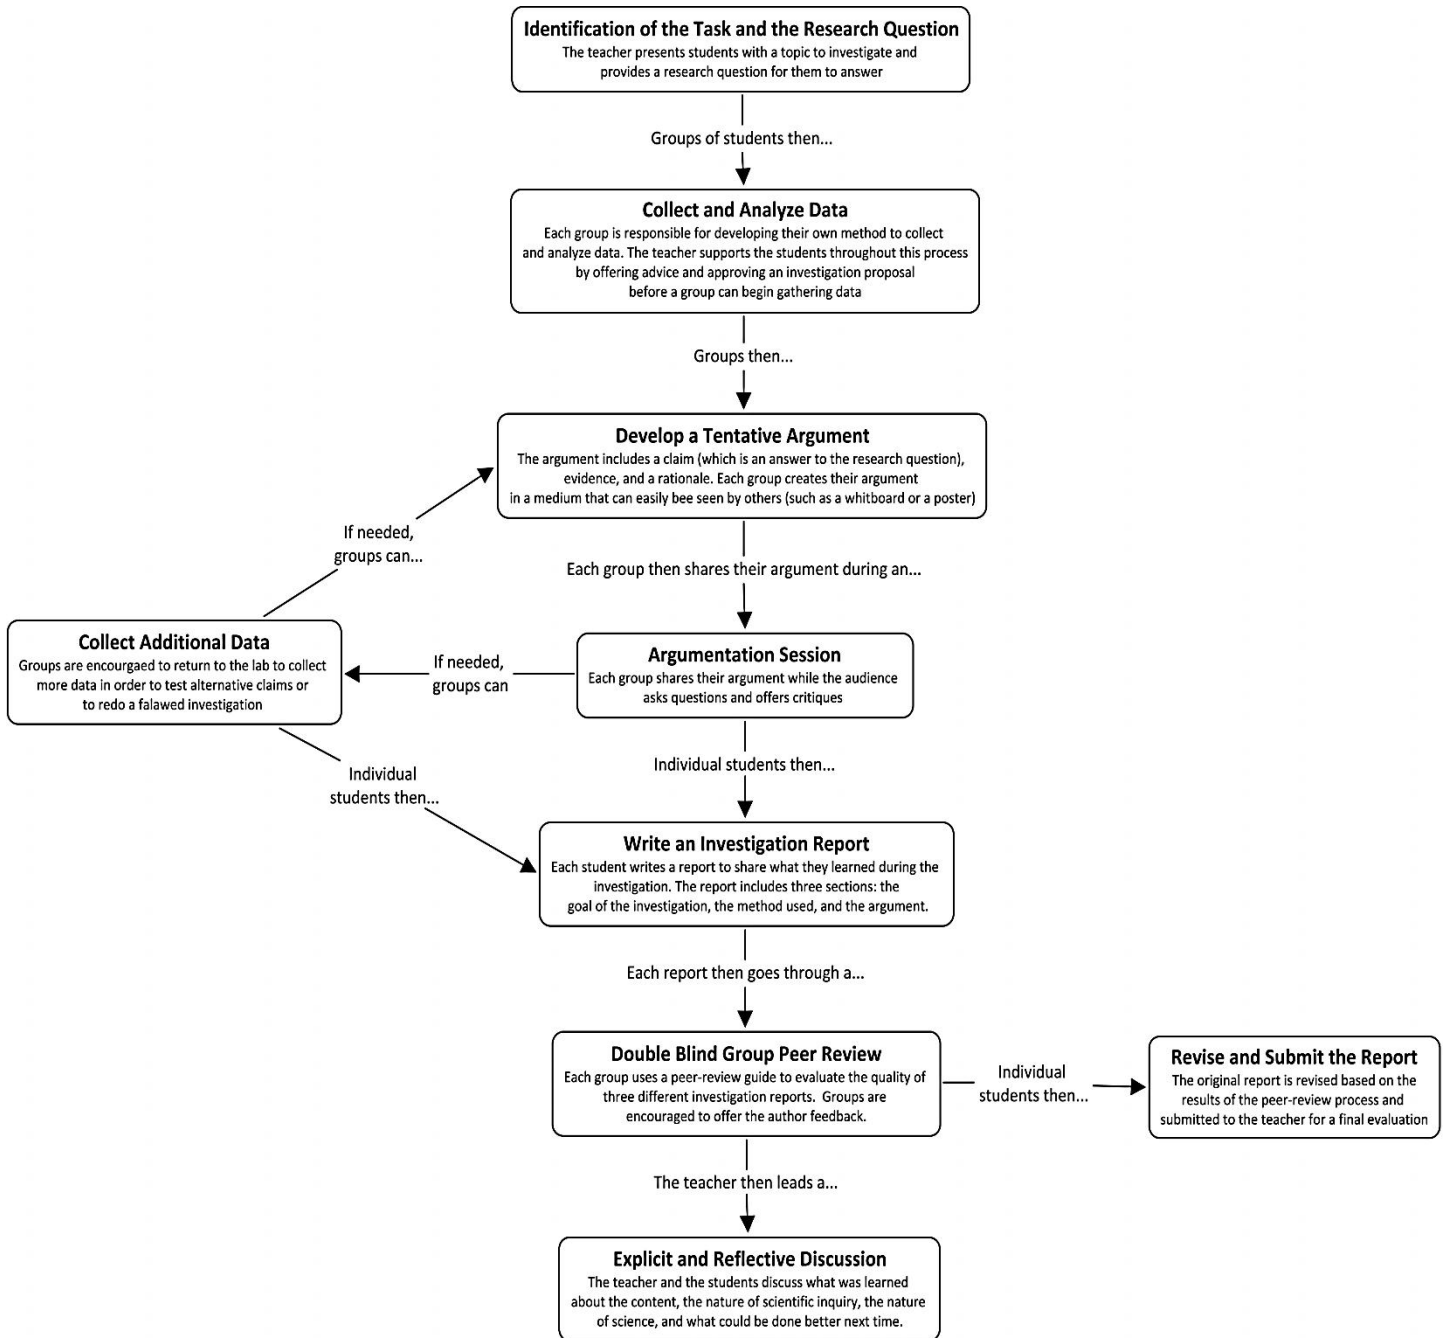 Identification of the Task and the Research Question
The teacher presents students with a topic to investigate and
provides a research question for them to answer
Groups of students then...
Collect and Analyze Data
Each group is responsible for developing their own method to collect
and analyze data. The teacher supports the students throughout this process
by offering advice and approving an investigation proposal
before a group can begin gathering data
Groups then...
Develop a Tentative Argument
The argument includes a claim (which is an answer to the research question),
evidence, and a rationale. Each group creates their argument
in a medium that can easily bee seen by others (such as a whitboard or a poster)
If needed,
groups can...
Each group then shares their argument during an...
Collect Additional Data
Groups are encourgaed to return to the lab to collect
more data in order to test alternative claims or
to redo a falawed investigation
If needed,
groups can
Argumentation Session
Each group shares their argument while the audience
asks questions and offers critiques
Individual
students then...
Individual students then...
Write an Investigation Report
Each student writes a report to share what they learned during the
investigation. The report includes three sections: the
goal of the investigation, the method used, and the argument.
Each report then goes through a...
Double Blind Group Peer Review
Each group uses a peer-review guide to evaluate the quality of
three different investigation reports. Groups are
encouraged to offer the author feedback.
Individual
students then...
Revise and Submit the Report
The original report is revised based on the
results of the peer-review process and
submitted to the teacher for a final evaluation
The teacher then leads a...
Explicit and Reflective Discussion
The teacher and the students discuss what was learned
about the content, the nature of scientific inquiry, the nature
of science, and what could be done better next time.